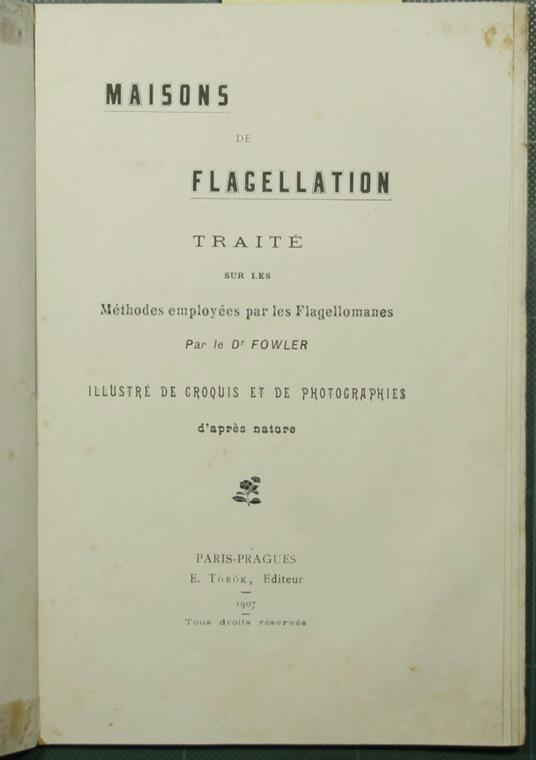 MAISONS
DE
FLAGELLATION
TRAITÉ
SUR LES
Méthodes employées par les Flagellomanes
Par le Dr FOWLER
ILLUSTRÉ DE CROQUIS ET DE PHOTOGRAPHIES
d'après nature
PARIS-PRAGUES
E. TÖRÖK, Editeur
1907
Tous droits réservés